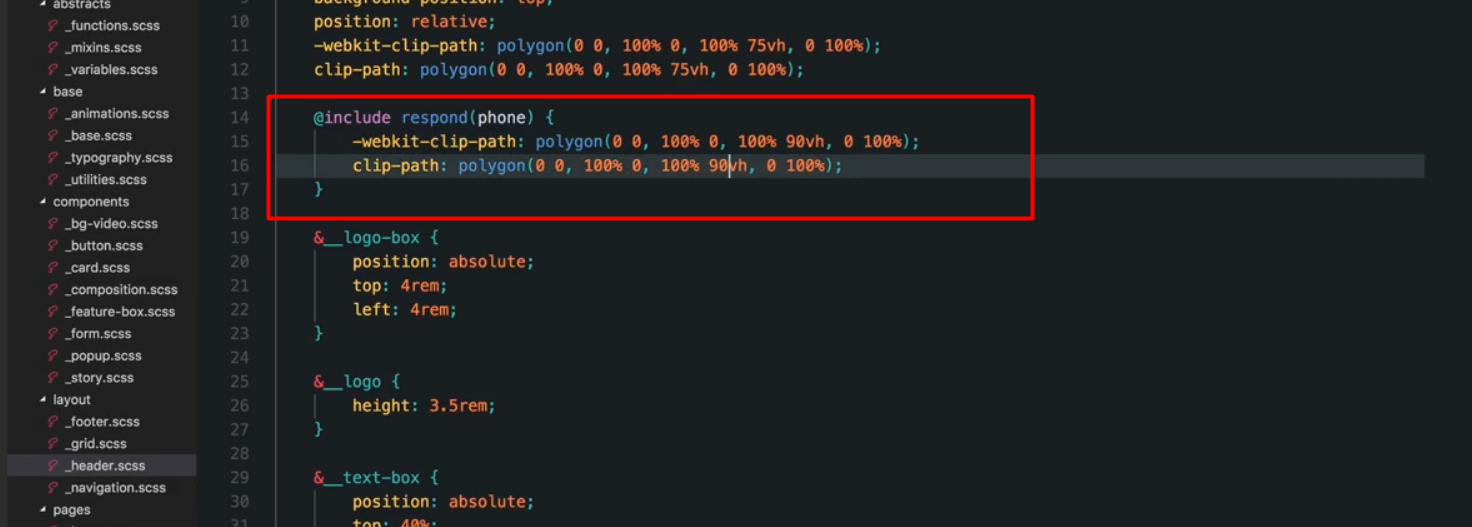 abstracts
_functions.scss
_mixins.scss
_variables.scss
base
_animations.scss
_base.scss
_typography.scss
_utilities.scss
components
_bg-video.scss
_button.scss
_card.scss
_composition.scss
_feature-box.scss
_form.scss
_popup.scss
_story.scss
layout
_footer.scss
_grid.scss
_header.scss
_navigation.scss
pages
background-position: top;
10 position: relative;
11 -webkit-clip-path: polygon(0 0, 100% 0, 100% 75vh, 0 100%);
12 clip-path: polygon(0 0, 100% 0, 100% 75vh, 0 100%);
13
14 @include respond(phone) {
15 -webkit-clip-path: polygon(0 0, 100% 0, 100% 90vh, 0 100%);
16 clip-path: polygon(0 0, 100% 0, 100% 90vh, 0 100%);
17 }
18
19 &__logo-box {
20 position: absolute;
21 top: 4rem;
22 left: 4rem;
23 }
24
25 &__logo {
26 height: 3.5rem;
27 }
28
29 &__text-box {
30 position: absolute;
31 top: 40%;